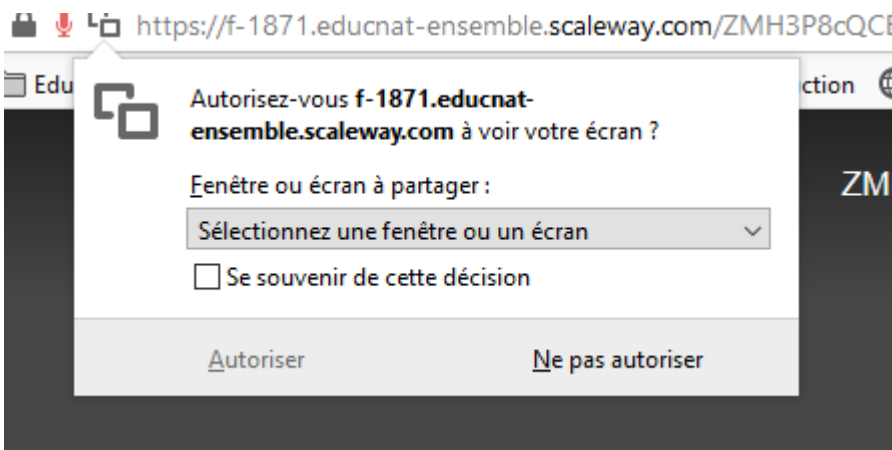 https://f-1871.educnat-ensemble.scaleway.com/ZMH3P8cQCE
Edu
ction
Autorisez-vous f-1871.educnat-
ensemble.scaleway.com à voir votre écran ?
ZM
Fenêtre ou écran à partager :
Sélectionnez une fenêtre ou un écran
Se souvenir de cette décision
Autoriser
Ne pas autoriser